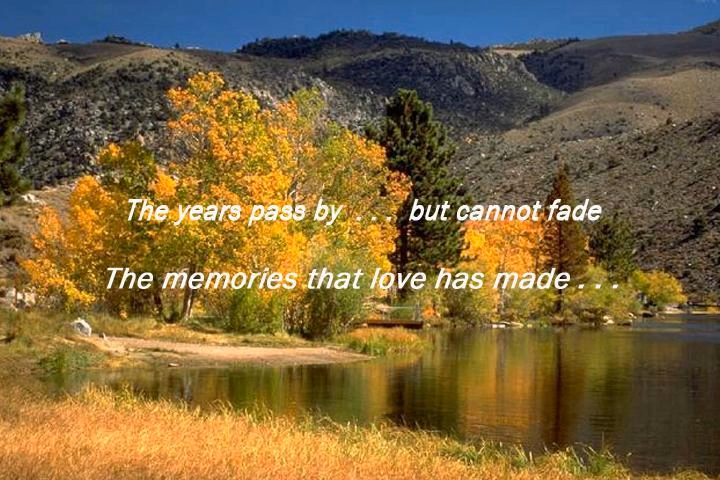 The years pass by . . . but cannot fade
The memories that love has made . . .